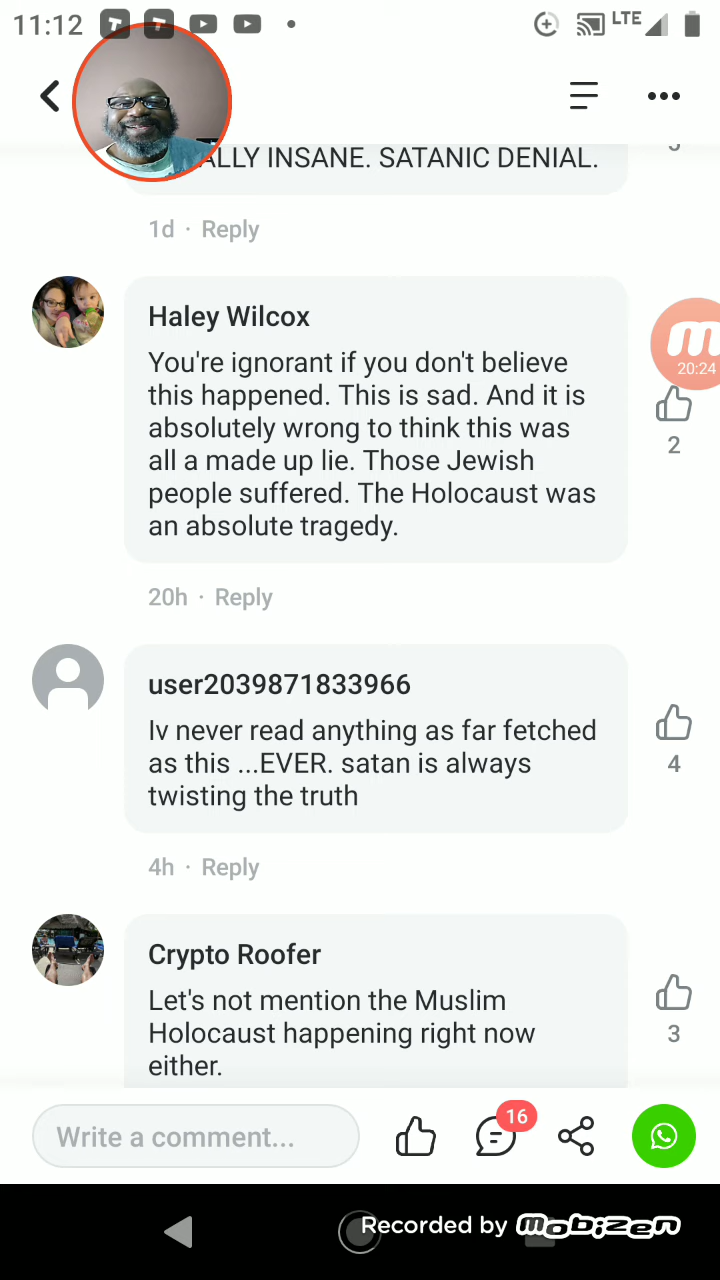 11:12
LTE
ALLY INSANE. SATANIC DENIAL.
1d · Reply
Haley Wilcox
You're ignorant if you don't believe
this happened. This is sad. And it is
absolutely wrong to think this was
all a made up lie. Those Jewish
people suffered. The Holocaust was
an absolute tragedy.
20:24
2
20h · Reply
user2039871833966
Iv never read anything as far fetched
as this ...EVER. satan is always
twisting the truth
4
4h · Reply
Crypto Roofer
Let's not mention the Muslim
Holocaust happening right now
either.
3
Write a comment...
16
Recorded by mobizen